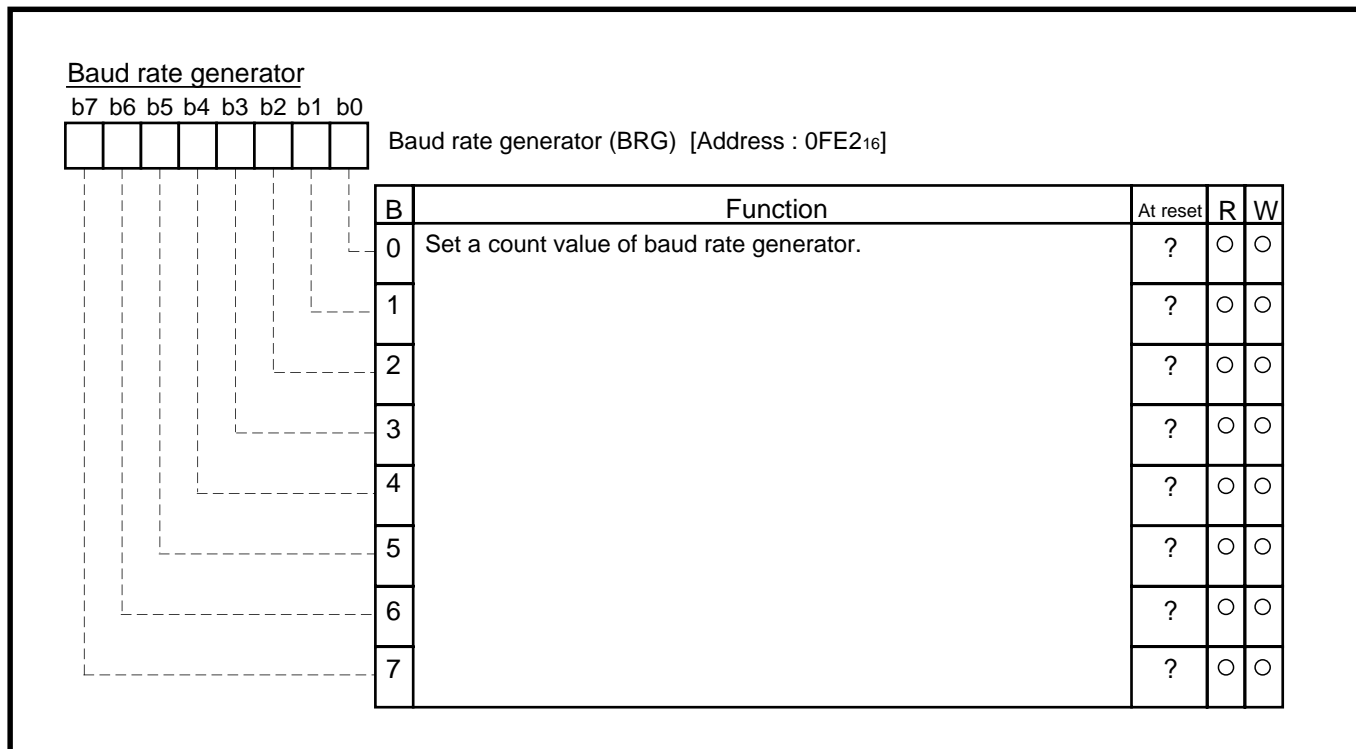 Baud rate generator
b7 b6 b5 b4 b3 b2 b1 b0
Baud rate generator (BRG) [Address : 0FE216]
B Function At reset R W
0 Set a count value of baud rate generator. ? ○ ○
1 ? ○ ○
2 ? ○ ○
3 ? ○ ○
4 ? ○ ○
5 ? ○ ○
6 ? ○ ○
7 ? ○ ○